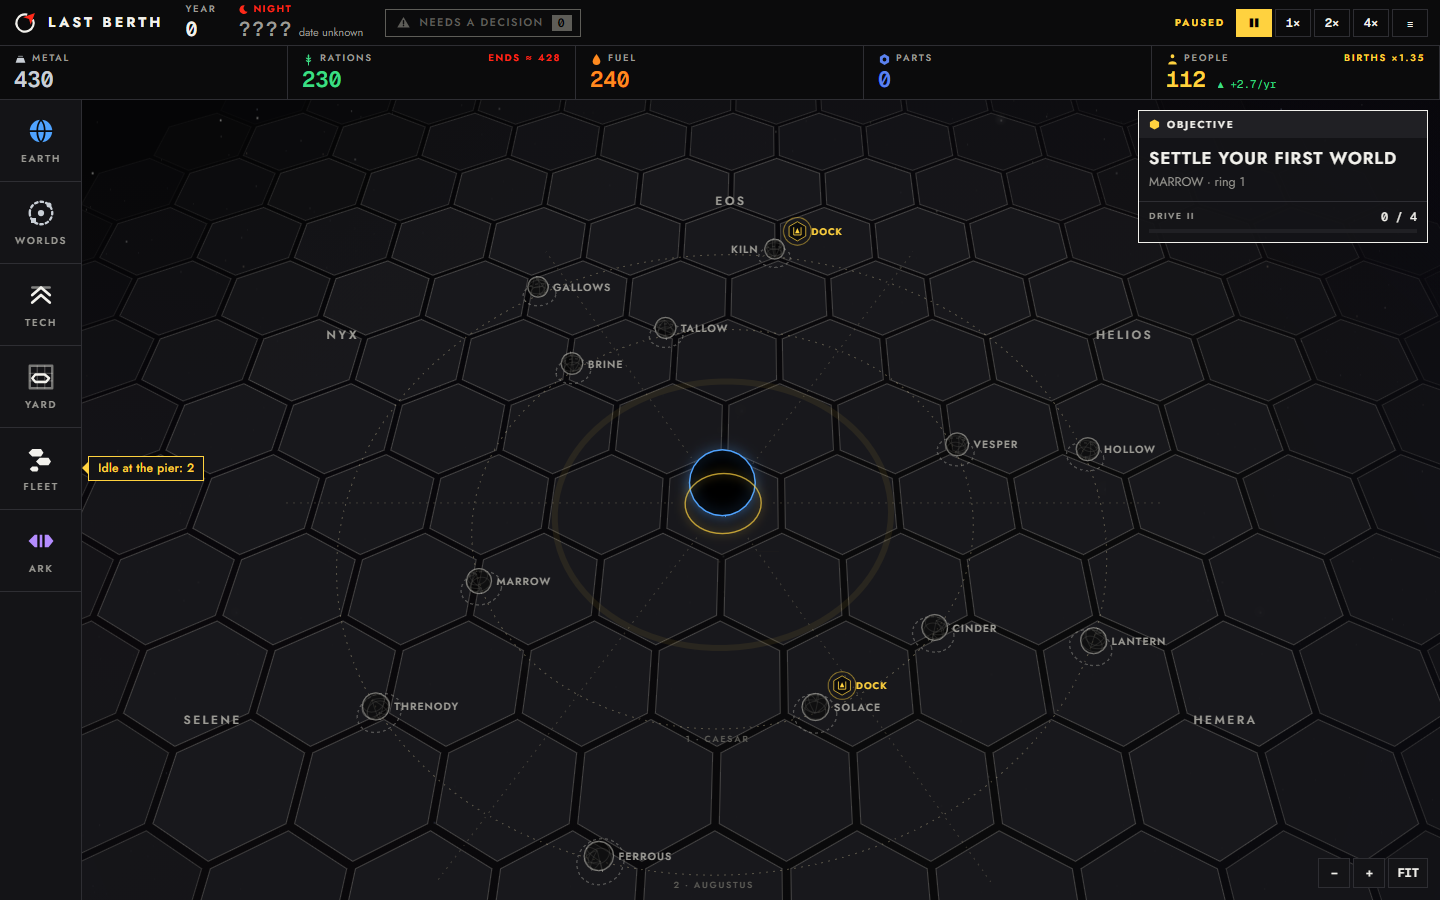 LAST BERTH
YEAR
0
NIGHT
???? date unknown
NEEDS A DECISION 0
PAUSED
1×
2×
4×
METAL
430
RATIONS
ENDS ≈ 428
230
FUEL
240
PARTS
0
PEOPLE
BIRTHS ×1.35
112 ▲ +2.7/yr
EARTH
WORLDS
TECH
YARD
FLEET
ARK
Idle at the pier: 2
OBJECTIVE
SETTLE YOUR FIRST WORLD
MARROW · ring 1
DRIVE II
0 / 4
EOS
DOCK
KILN
GALLOWS
TALLOW
NYX
HELIOS
BRINE
VESPER
HOLLOW
MARROW
CINDER
LANTERN
DOCK
THRENODY
SOLACE
SELENE
HEMERA
1 · CAESAR
FERROUS
2 · AUGUSTUS
−
+
FIT